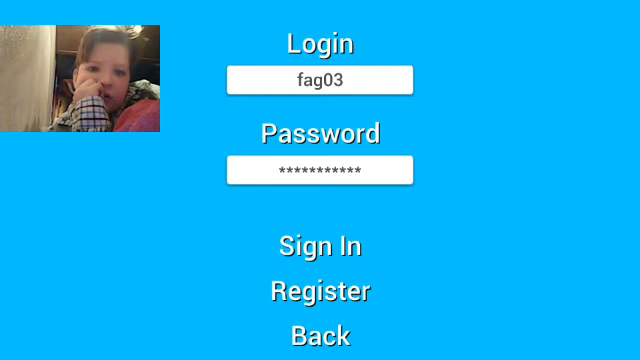 Login
fag03
Password
***********
Sign In
Register
Back